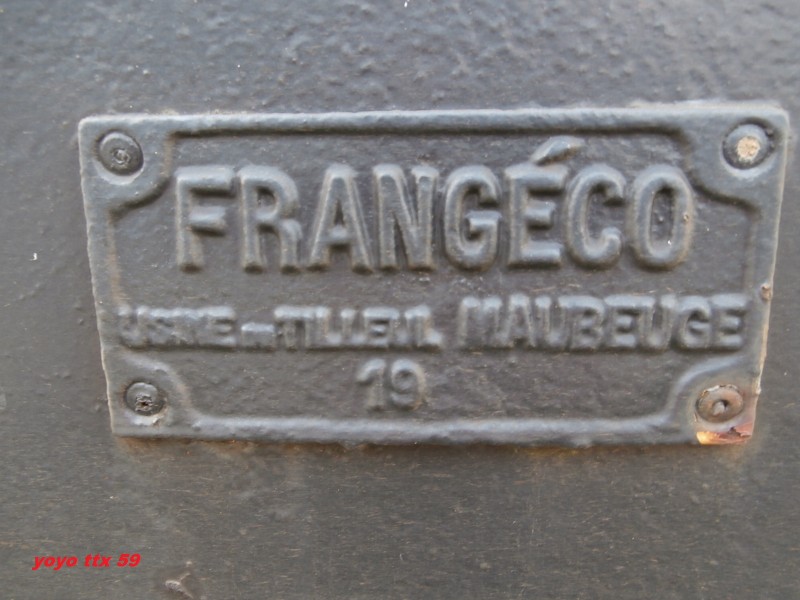 FRANGÉCO
USINE DU TILLEUL MAUBEUGE
19
yoyo ttx 59